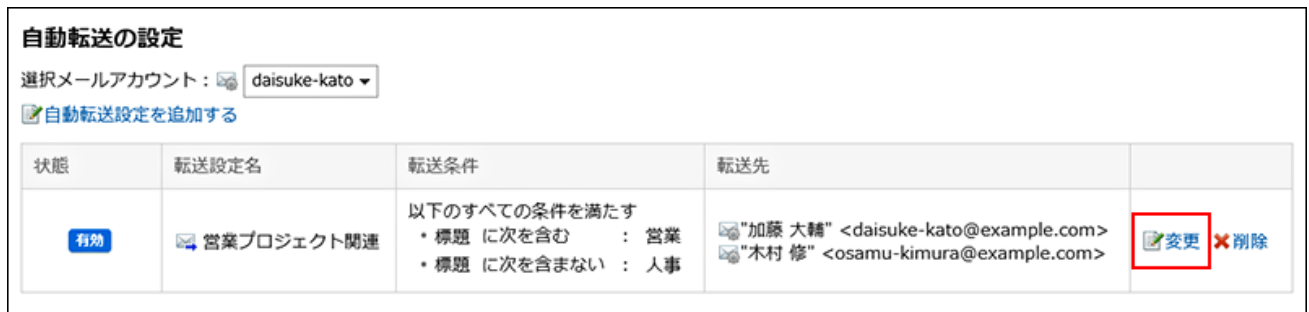 自動転送の設定
選択メールアカウント : daisuke-kato
自動転送設定を追加する
状態 転送設定名 転送条件 転送先
有効 営業プロジェクト関連
以下のすべての条件を満たす
・標題 に次を含む : 営業
・標題 に次を含まない : 人事
"加藤 大輔" <daisuke-kato@example.com>
"木村 修" <osamu-kimura@example.com>
変更 削除